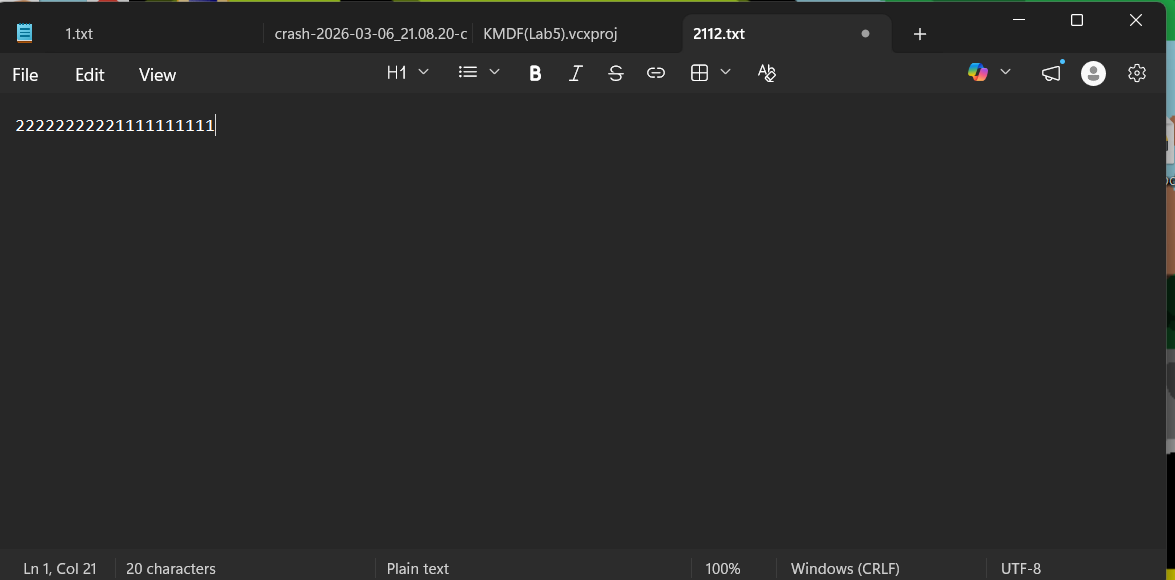 1.txt
crash-2026-03-06_21.08.20-c
KMDF(Lab5).vcxproj
2112.txt
File Edit View H1
22222222221111111111
Ln 1, Col 21 20 characters Plain text 100% Windows (CRLF) UTF-8